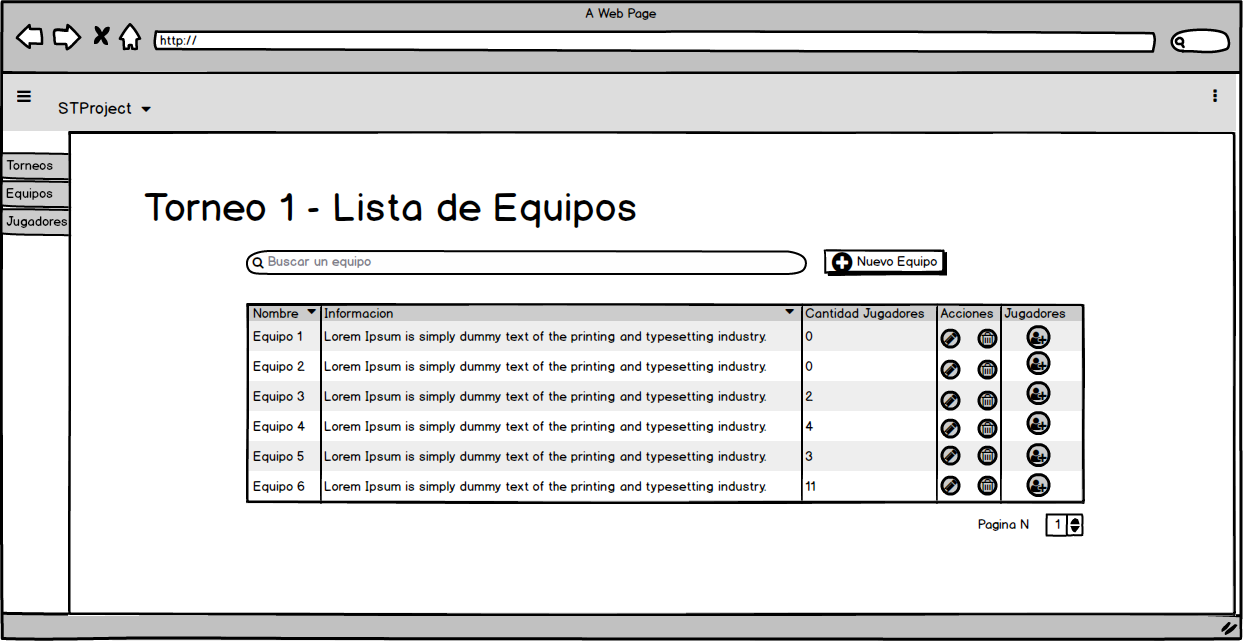 A Web Page
http://
STProject
Torneos
Equipos
Jugadores
Torneo 1 - Lista de Equipos
Buscar un equipo
Nuevo Equipo
Nombre Informacion Cantidad Jugadores Acciones Jugadores
Equipo 1 Lorem Ipsum is simply dummy text of the printing and typesetting industry. 0
Equipo 2 Lorem Ipsum is simply dummy text of the printing and typesetting industry. 0
Equipo 3 Lorem Ipsum is simply dummy text of the printing and typesetting industry. 2
Equipo 4 Lorem Ipsum is simply dummy text of the printing and typesetting industry. 4
Equipo 5 Lorem Ipsum is simply dummy text of the printing and typesetting industry. 3
Equipo 6 Lorem Ipsum is simply dummy text of the printing and typesetting industry. 11
Pagina N 1